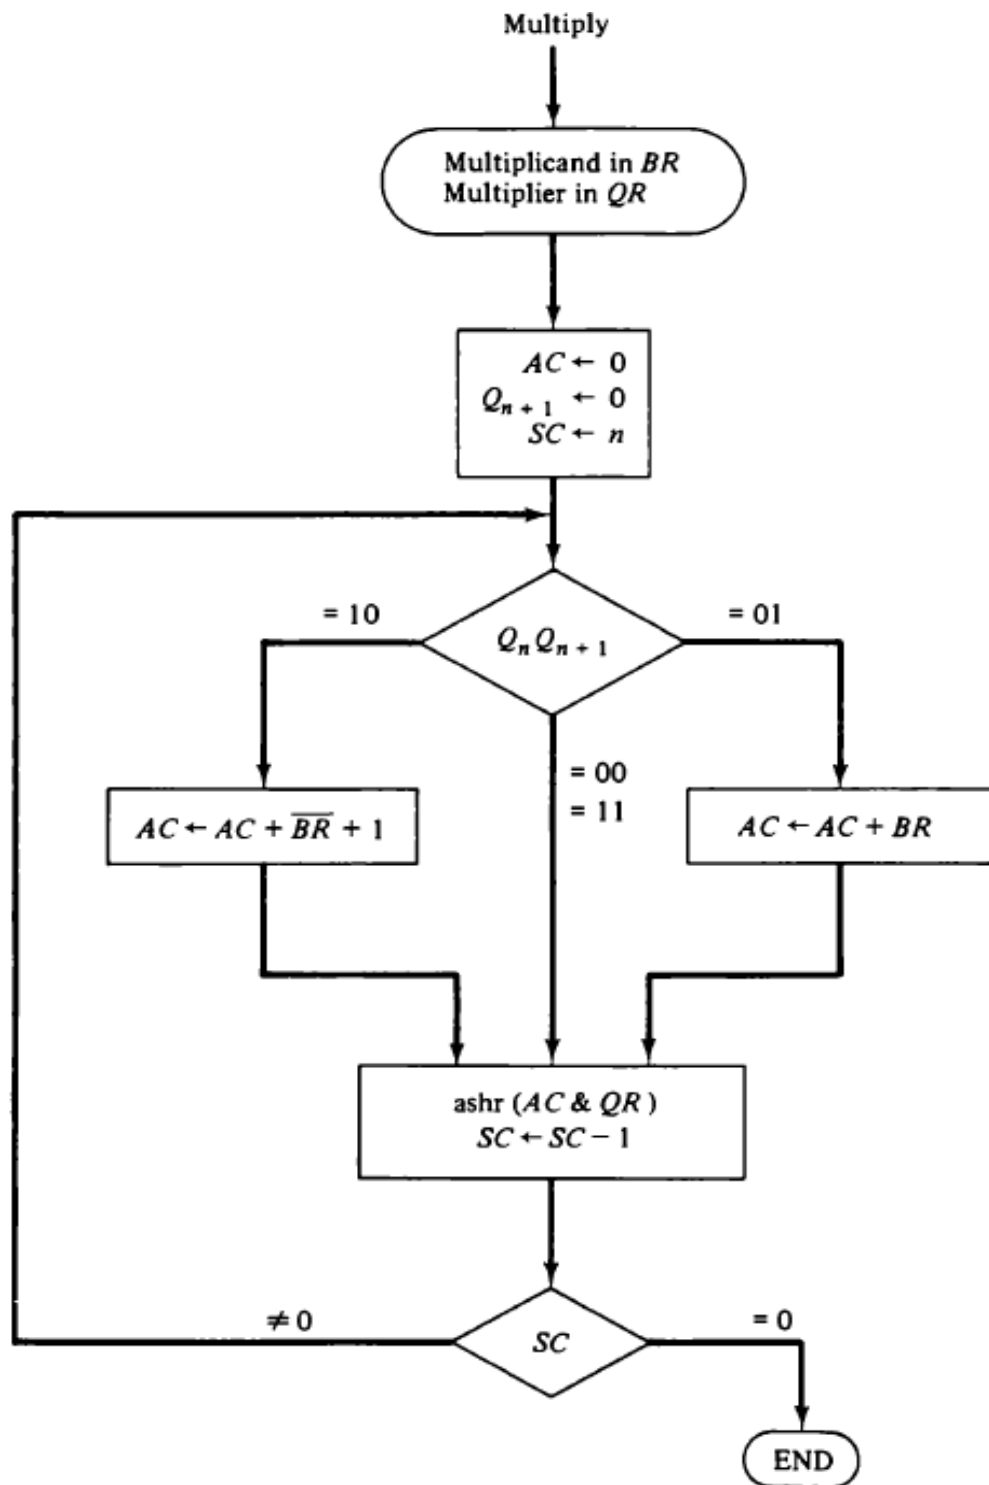 Multiply
Multiplicand in BR
Multiplier in QR
AC ← 0
Qₙ ₊ ₁ ← 0
SC ← n
= 10
QₙQₙ ₊ ₁
= 01
= 00
= 11
AC ← AC + B̅R̅ + 1
AC ← AC + BR
ashr (AC & QR )
SC ← SC − 1
≠ 0
SC
= 0
END